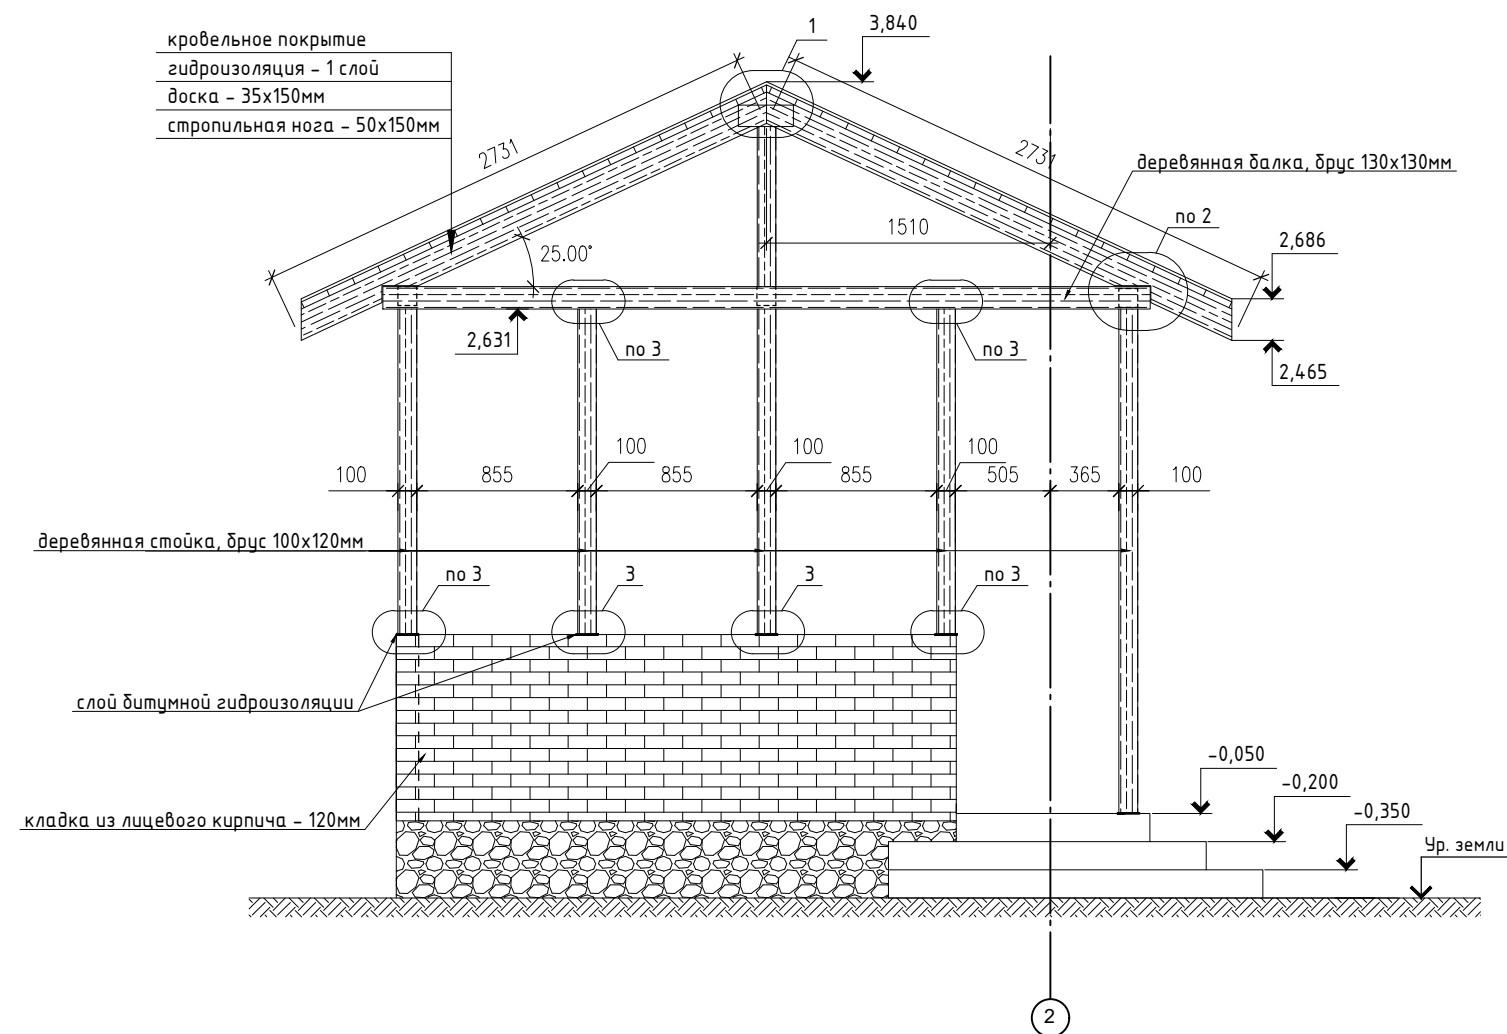 1
3,840
кровельное покрытие
гидроизоляция – 1 слой
доска – 35х150мм
стропильная нога – 50х150мм
2731
2731
деревянная балка, брус 130х130мм
по 2
1510
25.00°
2,686
2,631
по 3
по 3
2,465
100
855
100
855
100
855
100
505
365
100
деревянная стойка, брус 100х120мм
по 3
3
3
по 3
слой битумной гидроизоляции
кладка из лицевого кирпича – 120мм
-0,050
-0,200
-0,350
Ур. земли
2